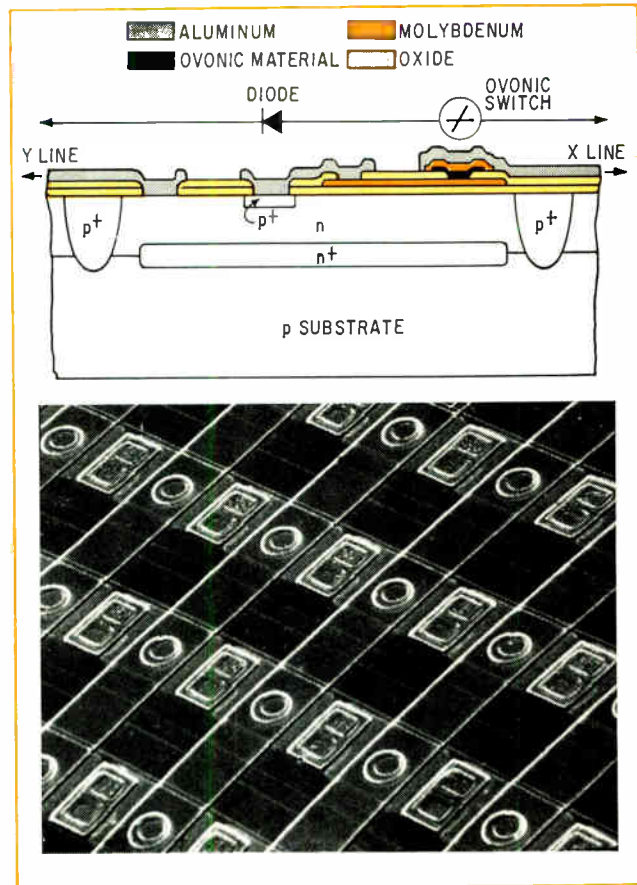 ALUMINUM MOLYBDENUM
OVONIC MATERIAL OXIDE
DIODE OVONIC
SWITCH
Y LINE X LINE
p+ p+ n p+
n+
p SUBSTRATE